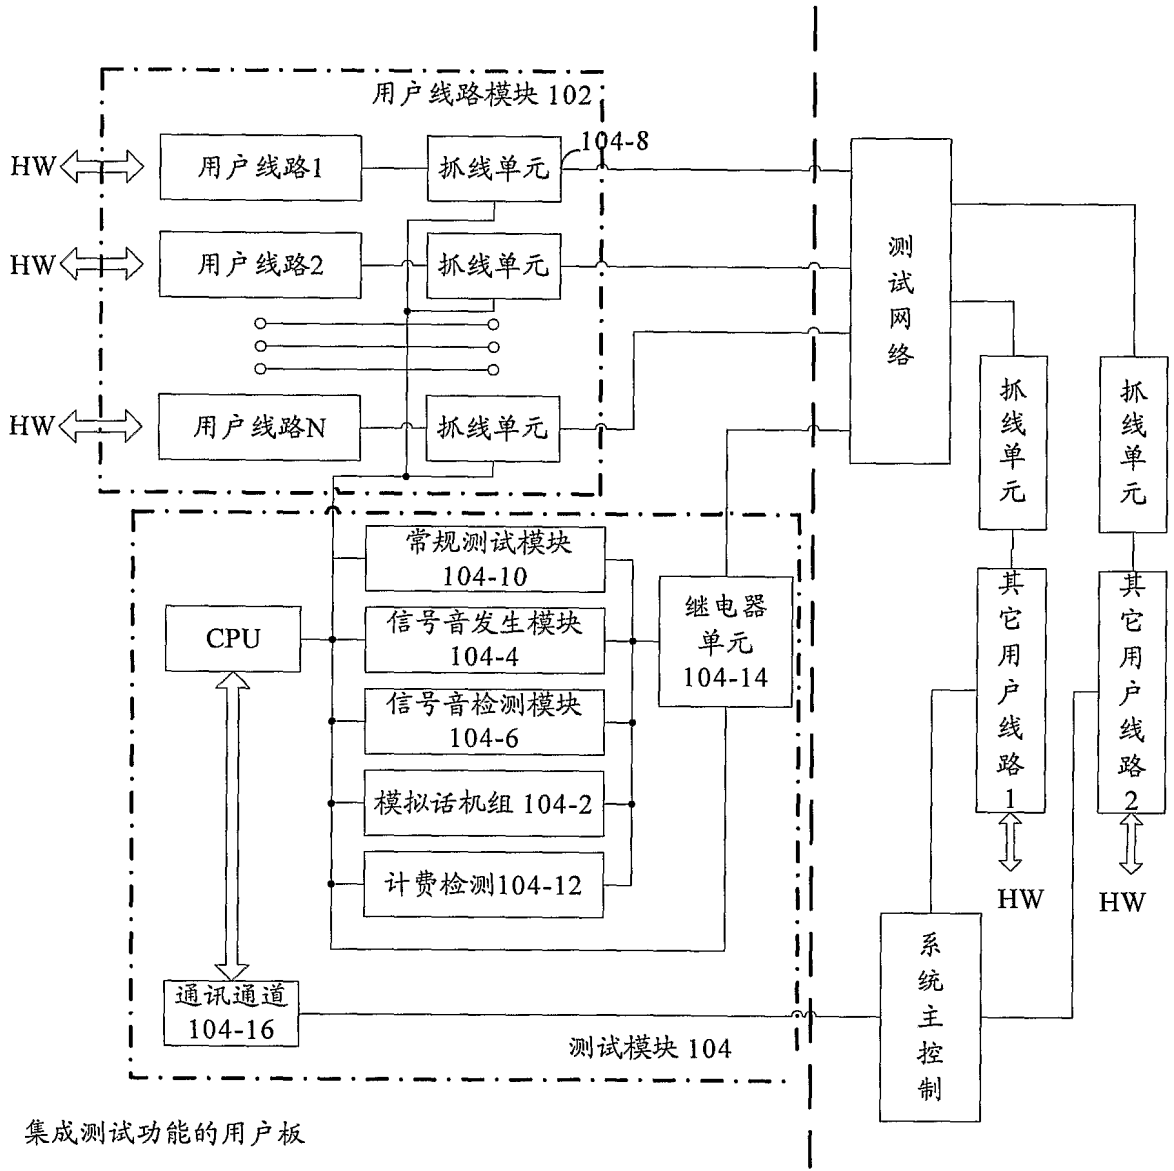 用户线路模块 102
104-8
HW
用户线路1
抓线单元
HW
用户线路2
抓线单元
HW
用户线路N
抓线单元
测试网络
抓线单元
抓线单元
其它用户线路1
其它用户线路2
HW
HW
常规测试模块
104-10
CPU
信号音发生模块
104-4
信号音检测模块
104-6
模拟话机组 104-2
计费检测104-12
继电器
单元
104-14
通讯通道
104-16
测试模块 104
系统主控制
集成测试功能的用户板